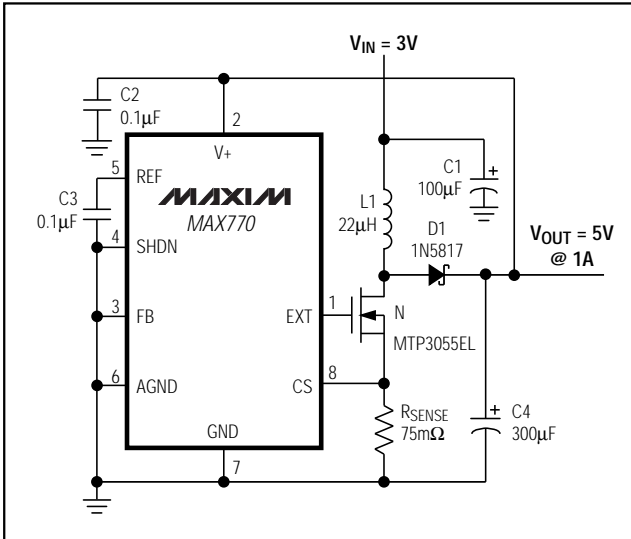 VIN = 3V
C2
0.1µF
2
V+
5
REF
C3
0.1µF
MAXIM
MAX770
4
SHDN
L1
22µH
C1
100µF
+
D1
1N5817
VOUT = 5V
@ 1A
3
FB
EXT
1
N
MTP3055EL
6
AGND
CS
8
GND
7
RSENSE
75mΩ
+
C4
300µF